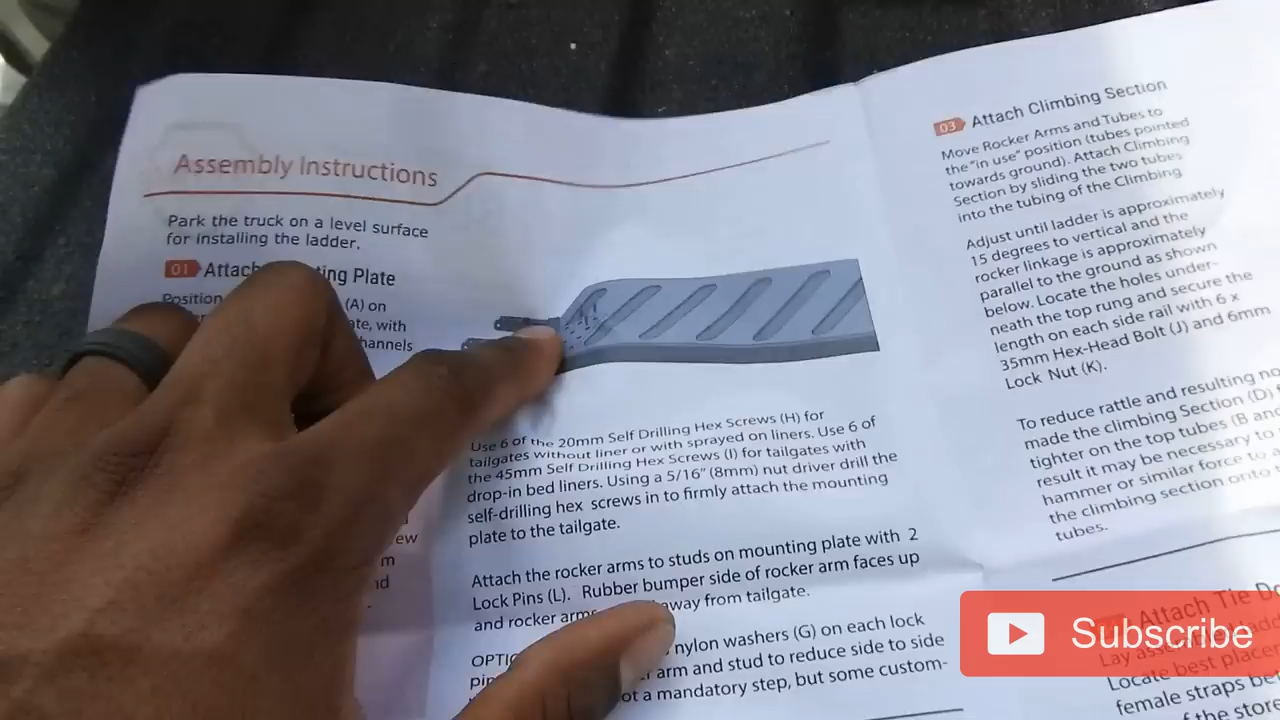 Assembly Instructions
Park the truck on a level surface
for installing the ladder.
01 Attach Plate
Position (A) on
with
channels
ew
m
Use 6 of the 20mm Self Drilling Hex Screws (H) for
tailgates without liner or with sprayed on liners. Use 6 of
the 45mm Self Drilling Hex Screws (I) for tailgates with
drop-in bed liners. Using a 5/16" (8mm) nut driver drill the
self-drilling hex screws in to firmly attach the mounting
plate to the tailgate.
Attach the rocker arms to studs on mounting plate with 2
Lock Pins (L). Rubber bumper side of rocker arm faces up
and rocker arms away from tailgate.
nylon washers (G) on each lock
arm and stud to reduce side to side
ot a mandatory step, but some custom-
03 Attach Climbing Section
Move Rocker Arms and Tubes to
the "in use" position (tubes pointed
towards ground). Attach Climbing
Section by sliding the two tubes
into the tubing of the Climbing
Adjust until ladder is approximately
15 degrees to vertical and the
rocker linkage is approximately
parallel to the ground as shown
below. Locate the holes under-
neath the top rung and secure the
length on each side rail with 6 x
35mm Hex-Head Bolt (J) and 6mm
Lock Nut (K).
To reduce rattle and resulting no
made the climbing Section (D)
tighter on the top tubes (B and
result it may be necessary to
hammer or similar force to
the climbing section onto
tubes.
Attach Tie Do
Lay
Locate best placem
female straps be
of the store
Subscribe